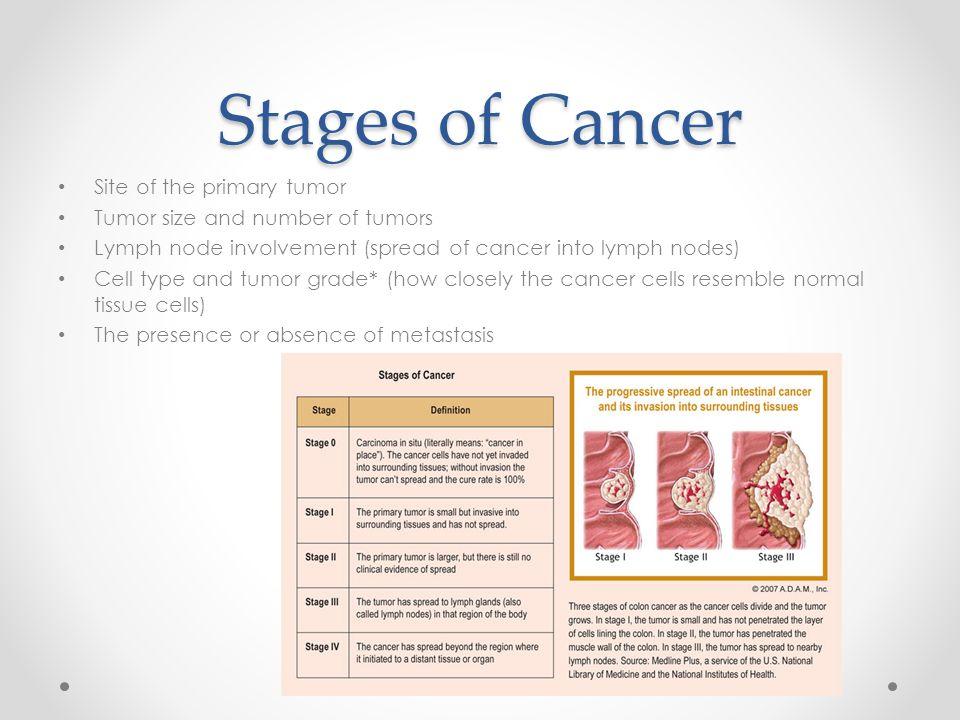 Stages of Cancer
• Site of the primary tumor
• Tumor size and number of tumors
• Lymph node involvement (spread of cancer into lymph nodes)
• Cell type and tumor grade* (how closely the cancer cells resemble normal
tissue cells)
• The presence or absence of metastasis
Stages of Cancer
Stage Definition
Stage 0
Carcinoma in situ (literally means: “cancer in
place”). The cancer cells have not yet invaded
into surrounding tissues; without invasion the
tumor can’t spread and the cure rate is 100%
Stage I
The primary tumor is small but invasive into
surrounding tissues and has not spread.
Stage II
The primary tumor is larger, but there is still no
clinical evidence of spread
Stage III
The tumor has spread to lymph glands (also
called lymph nodes) in that region of the body
Stage IV
The cancer has spread beyond the region where
it initiated to a distant tissue or organ
The progressive spread of an intestinal cancer
and its invasion into surrounding tissues
Stage I Stage II Stage III
© 2007 A.D.A.M., Inc.
Three stages of colon cancer as the cancer cells divide and the tumor
grows. In stage I, the tumor is small and has not penetrated the layer
of cells lining the colon. In stage II, the tumor has penetrated the
muscle wall of the colon. In stage III, the tumor has spread to nearby
lymph nodes. Source: Medline Plus, a service of the U.S. National
Library of Medicine and the National Institutes of Health.